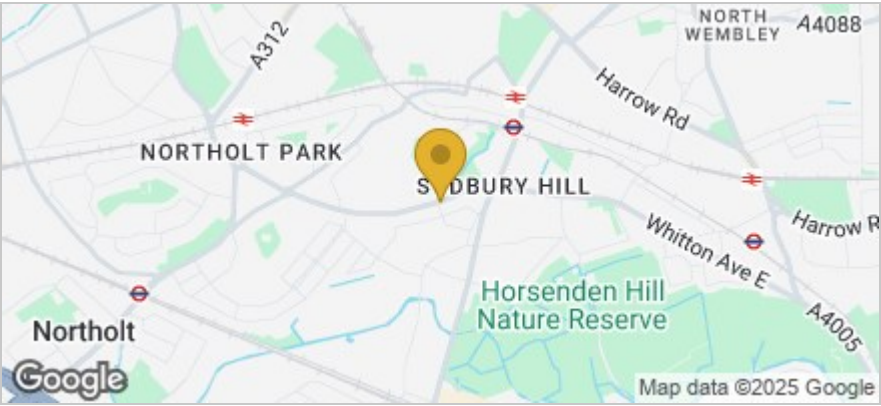 NORTH
WEMBLEY
A4088
A312
Harrow Rd
NORTHOLT PARK
SUDBURY HILL
Harrow R
Whitton Ave E
Horsenden Hill
Nature Reserve
A4005
Northolt
Google
Map data ©2025 Google